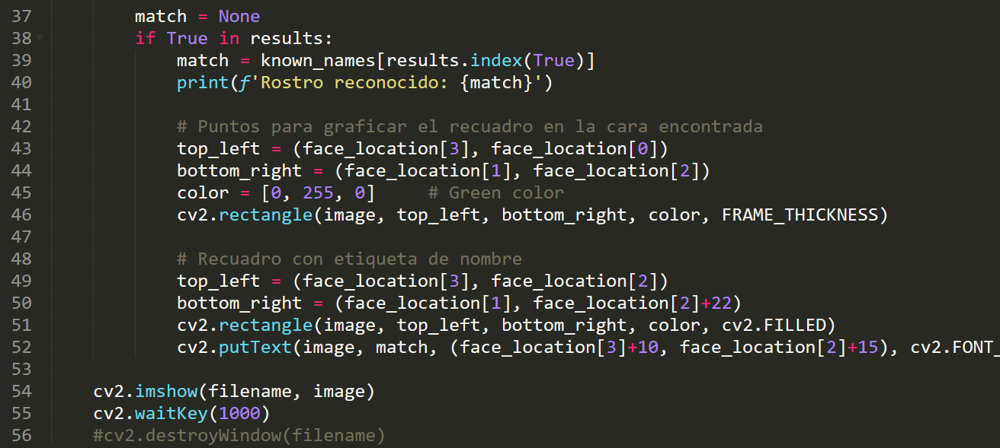 37        match = None
38        if True in results:
39            match = known_names[results.index(True)]
40            print(f'Rostro reconocido: {match}')
41
42            # Puntos para graficar el recuadro en la cara encontrada
43            top_left = (face_location[3], face_location[0])
44            bottom_right = (face_location[1], face_location[2])
45            color = [0, 255, 0]     # Green color
46            cv2.rectangle(image, top_left, bottom_right, color, FRAME_THICKNESS)
47
48            # Recuadro con etiqueta de nombre
49            top_left = (face_location[3], face_location[2])
50            bottom_right = (face_location[1], face_location[2]+22)
51            cv2.rectangle(image, top_left, bottom_right, color, cv2.FILLED)
52            cv2.putText(image, match, (face_location[3]+10, face_location[2]+15), cv2.FONT_
53
54    cv2.imshow(filename, image)
55    cv2.waitKey(1000)
56    #cv2.destroyWindow(filename)